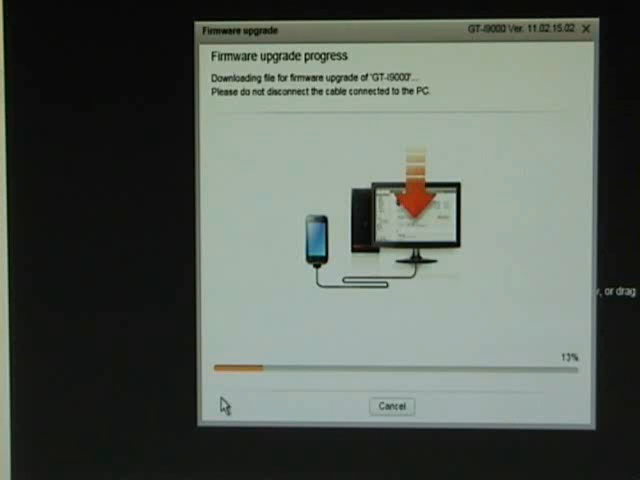 Firmware upgrade
GT-I9000 Ver. 11.02.15.02
Firmware upgrade progress
Downloading file for firmware upgrade of 'GT-I9000'...
Please do not disconnect the cable connected to the PC.
, or drag
13%
Cancel